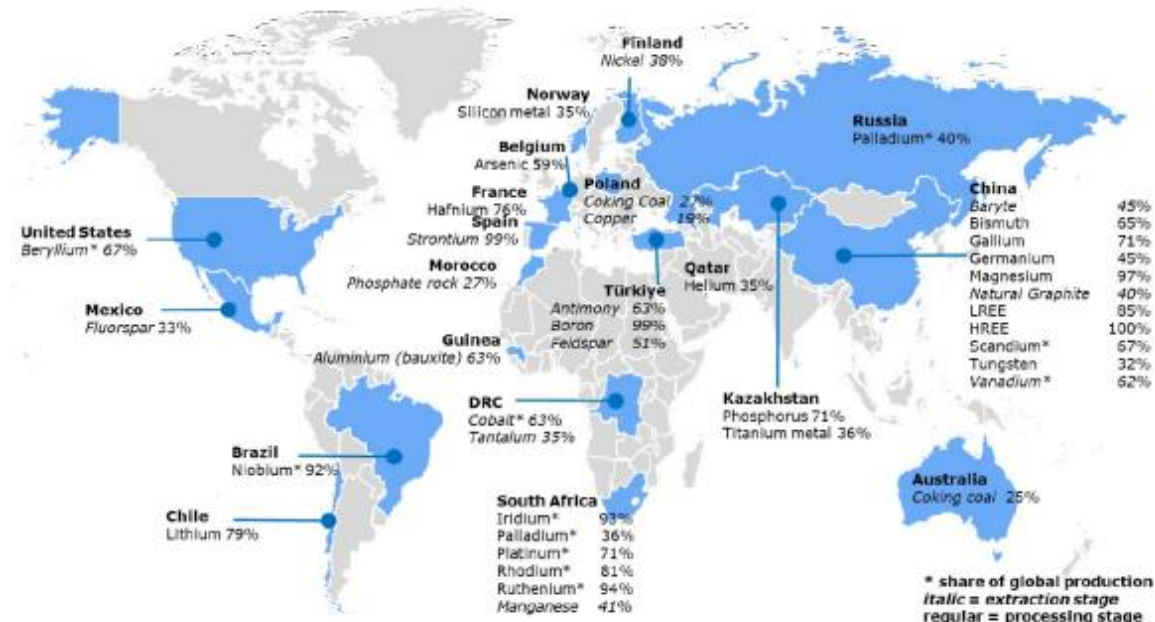 Finland
Nickel 38%
Norway
Silicon metal 35%
Belgium
Arsenic 59%
France
Hafnium 76%
Spain
Strontium 99%
Morocco
Phosphate rock 27%
Poland
Coking Coal 27%
Copper 19%
Russia
Palladium* 40%
China
Baryte 45%
Bismuth 65%
Gallium 71%
Germanium 45%
Magnesium 97%
Natural Graphite 40%
LREE 85%
HREE 100%
Scandium* 67%
Tungsten 32%
Vanadium* 62%
United States
Beryllium* 67%
Mexico
Fluorspar 33%
Qatar
Helium 35%
Türkiye
Antimony 63%
Boron 99%
Feldspar 51%
Guinea
Aluminium (bauxite) 63%
DRC
Cobalt* 63%
Tantalum 35%
Kazakhstan
Phosphorus 71%
Titanium metal 36%
Brazil
Niobium* 92%
Chile
Lithium 79%
South Africa
Iridium* 93%
Palladium* 36%
Platinum* 71%
Rhodium* 81%
Ruthenium* 94%
Manganese 41%
Australia
Coking coal 25%
* share of global production
italic = extraction stage
regular = processing stage